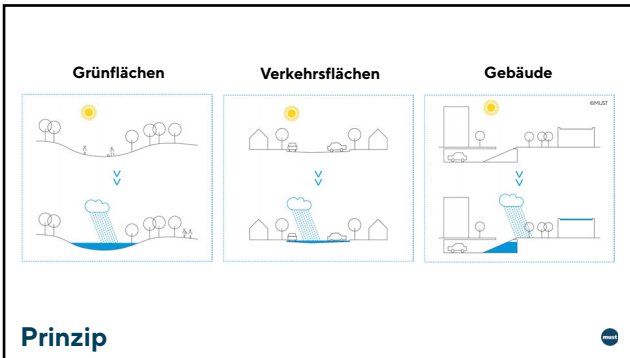 Grünflächen
Verkehrsflächen
Gebäude
©MUST
Prinzip
must